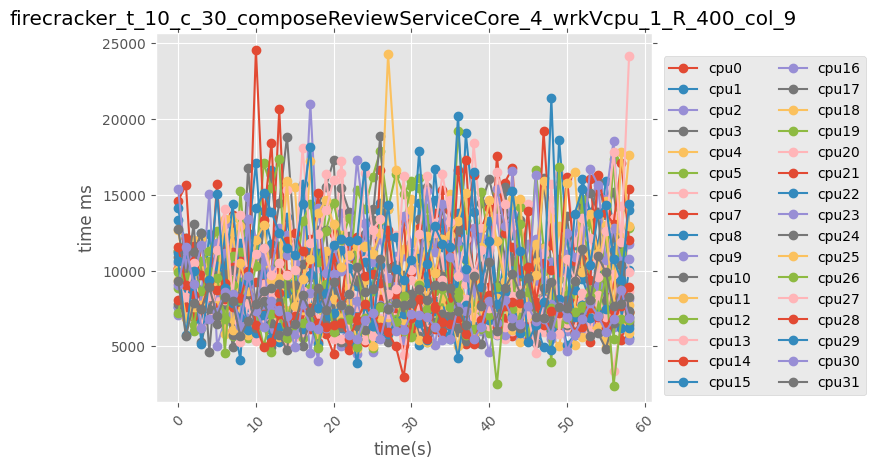 firecracker_t_10_c_30_composeReviewServiceCore_4_wrkVcpu_1_R_400_col_9
25000
20000
15000
10000
5000
time ms
0
10
20
30
40
50
60
time(s)
cpu0
cpu1
cpu2
cpu3
cpu4
cpu5
cpu6
cpu7
cpu8
cpu9
cpu10
cpu11
cpu12
cpu13
cpu14
cpu15
cpu16
cpu17
cpu18
cpu19
cpu20
cpu21
cpu22
cpu23
cpu24
cpu25
cpu26
cpu27
cpu28
cpu29
cpu30
cpu31